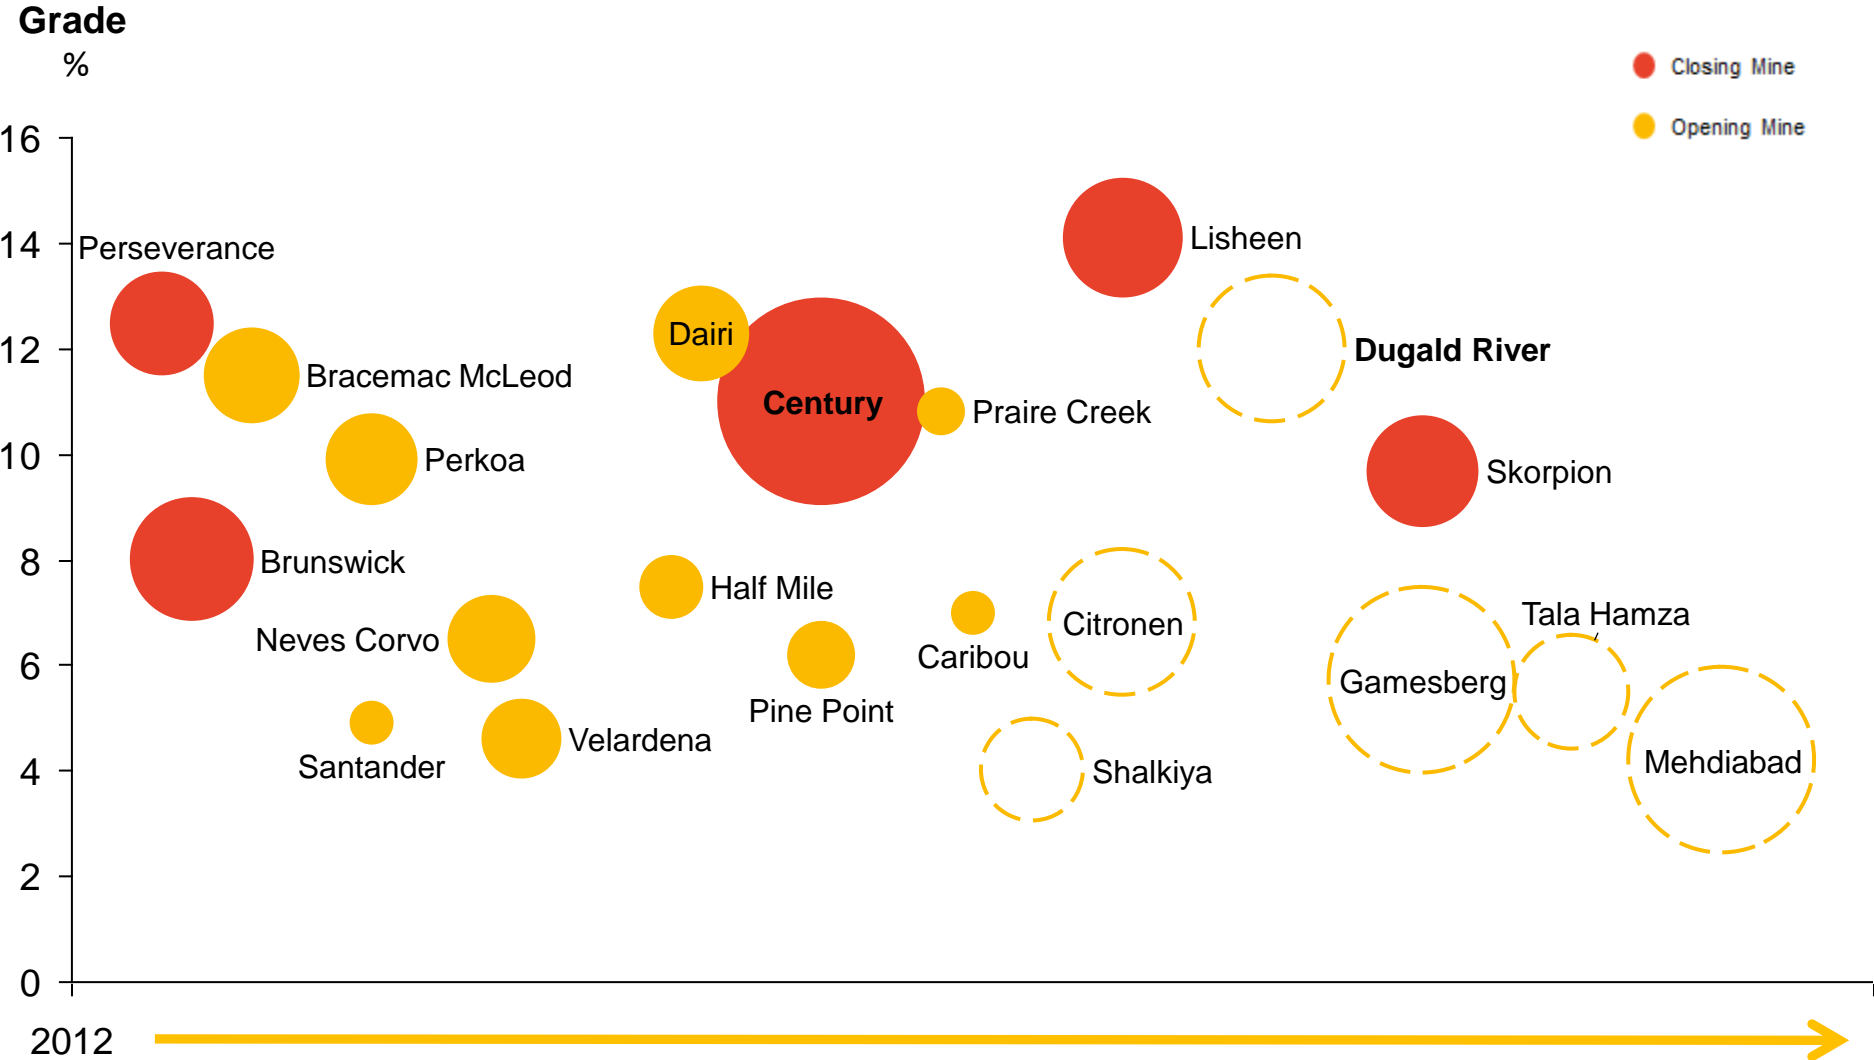 Grade
%
Closing Mine
Opening Mine
16
14
12
10
8
6
4
2
0
Perseverance
Lisheen
Dairi
Dugald River
Bracemac McLeod
Century
Praire Creek
Perkoa
Skorpion
Brunswick
Half Mile
Tala Hamza
Citronen
Neves Corvo
Caribou
Gamesberg
Pine Point
Velardena
Mehdiabad
Santander
Shalkiya
2012